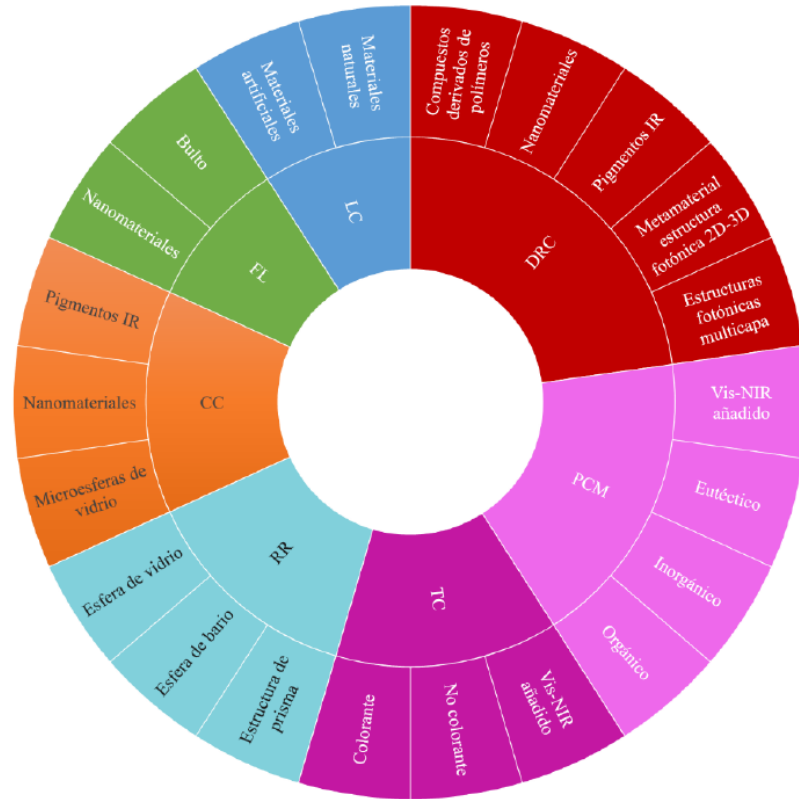 DRC
Compuestos
derivados de
polímeros
Nanomateriales
Pigmentos IR
Metamaterial
estructura
fotónica 2D-3D
Estructuras
fotónicas
multicapa
PCM
Vis-NIR
añadido
Eutéctico
Inorgánico
Orgánico
TC
Vis-NIR
añadido
No colorante
Colorante
RR
Estructura de
prisma
Esfera de bario
Esfera de vidrio
CC
Microesferas de
vidrio
Nanomateriales
Pigmentos IR
FL
Nanomateriales
Bulto
LC
Materiales
artificiales
Materiales
naturales